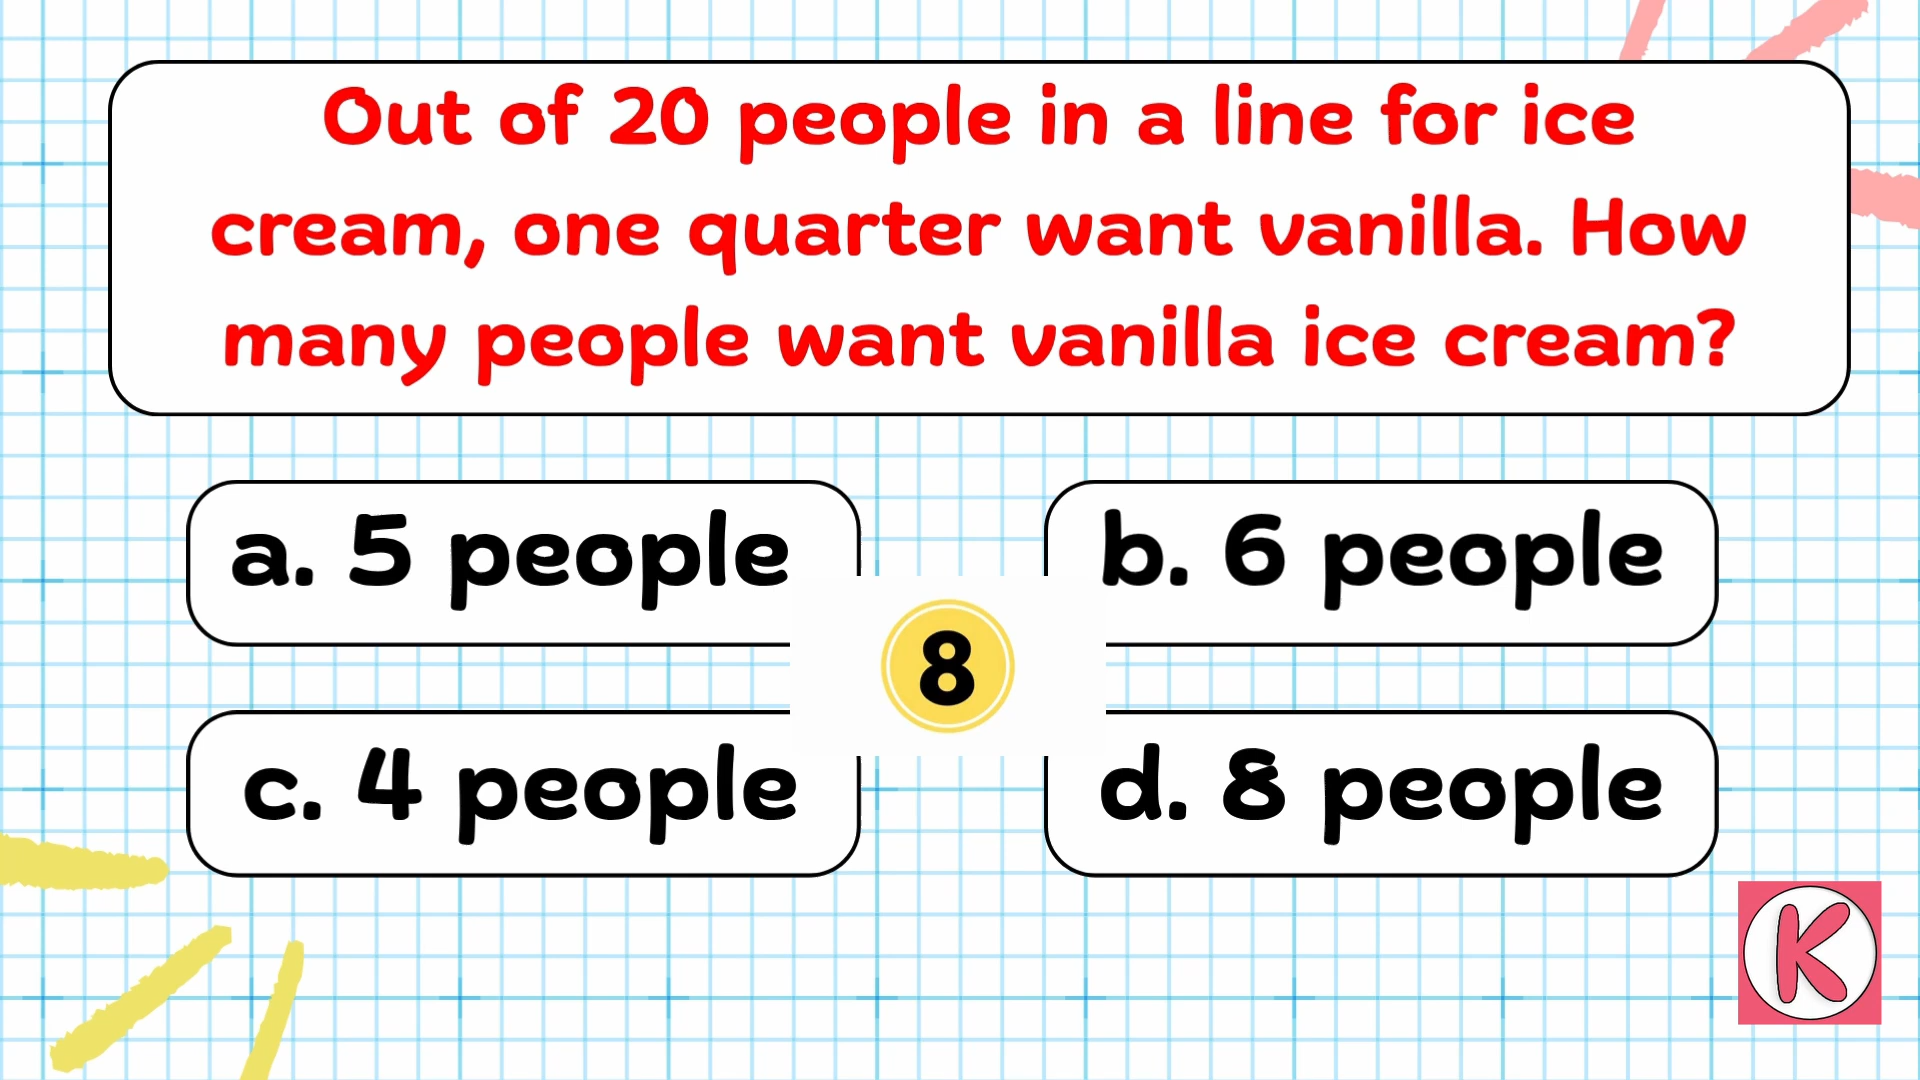 Out of 20 people in a line for ice
cream, one quarter want vanilla. How
many people want vanilla ice cream?
a. 5 people
b. 6 people
8
c. 4 people
d. 8 people
K